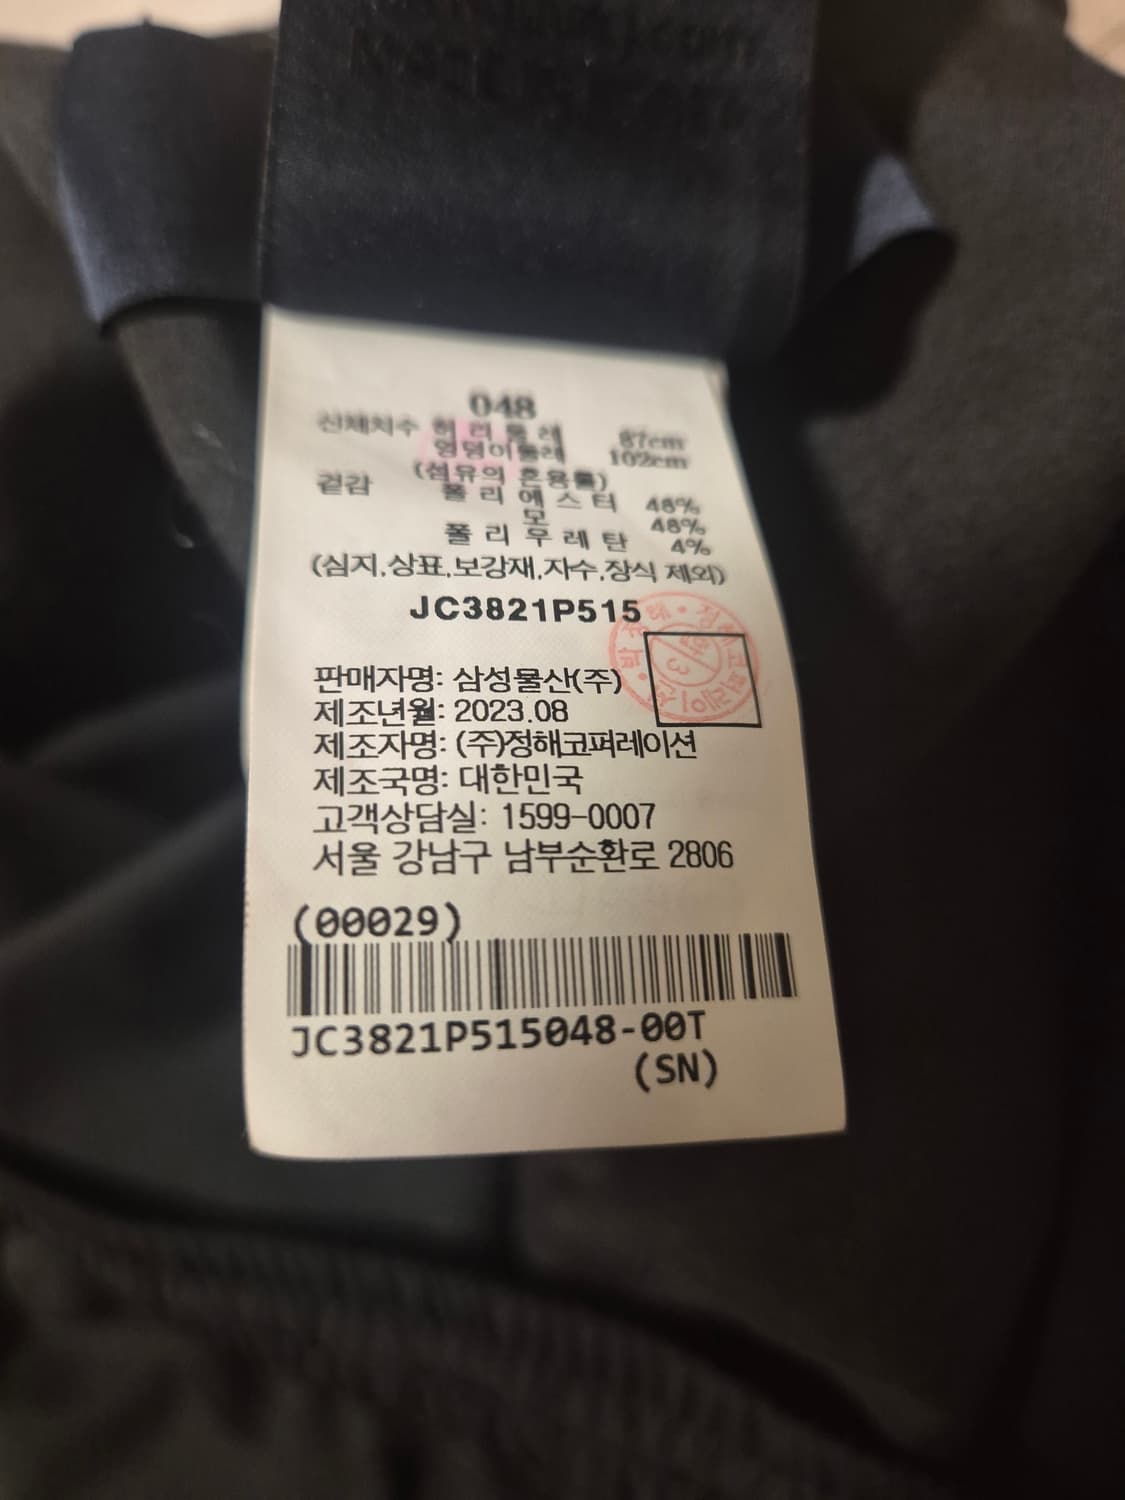 048
신체치수 허리둘레 87cm
엉덩이둘레 102cm
(섬유의 혼용률)
겉감 폴리에스터 48%
모 48%
폴리우레탄 4%
(심지,상표,보강재,자수,장식 제외)
JC3821P515
판매자명: 삼성물산(주)
제조년월: 2023.08
제조자명: (주)정해코퍼레이션
제조국명: 대한민국
고객상담실: 1599-0007
서울 강남구 남부순환로 2806
(00029)
JC3821P515048-00T
(SN)